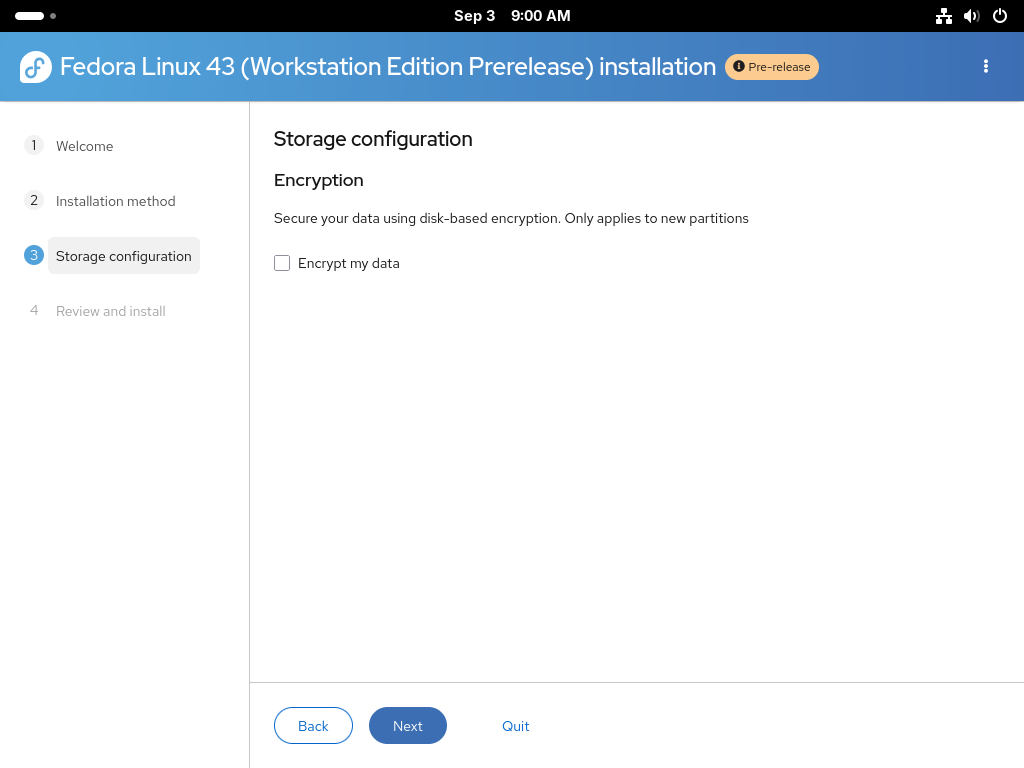 Sep 3 9:00 AM
Fedora Linux 43 (Workstation Edition Prerelease) installation Pre-release
1 Welcome
2 Installation method
3 Storage configuration
4 Review and install
Storage configuration
Encryption
Secure your data using disk-based encryption. Only applies to new partitions
Encrypt my data
Back Next Quit